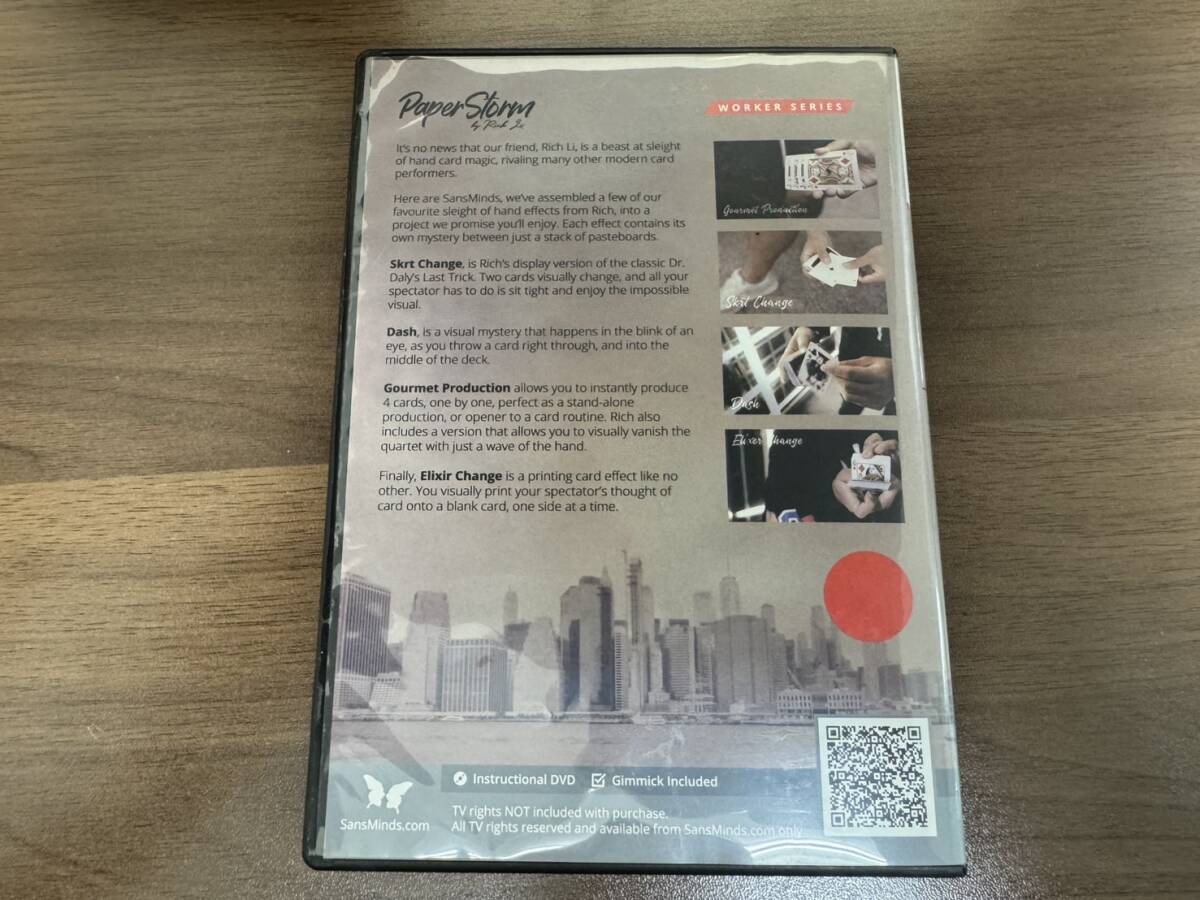 PaperStorm
by Rich Li
WORKER SERIES
It's no news that our friend, Rich Li, is a beast at sleight
of hand card magic, rivaling many other modern card
performers.
Here are SansMinds, we've assembled a few of our
favourite sleight of hand effects from Rich, into a
project we promise you'll enjoy. Each effect contains its
own mystery between just a stack of pasteboards.
Skrt Change, is Rich's display version of the classic Dr.
Daly's Last Trick. Two cards visually change, and all your
spectator has to do is sit tight and enjoy the impossible
visual.
Dash, is a visual mystery that happens in the blink of an
eye, as you throw a card right through, and into the
middle of the deck.
Gourmet Production allows you to instantly produce
4 cards, one by one, perfect as a stand-alone
production, or opener to a card routine. Rich also
includes a version that allows you to visually vanish the
quartet with just a wave of the hand.
Finally, Elixir Change is a printing card effect like no
other. You visually print your spectator's thought of
card onto a blank card, one side at a time.
Gourmet Production
Skrt Change
Dash
Elixer Change
Instructional DVD
Gimmick Included
SansMinds.com
TV rights NOT included with purchase.
All TV rights reserved and available from SansMinds.com only